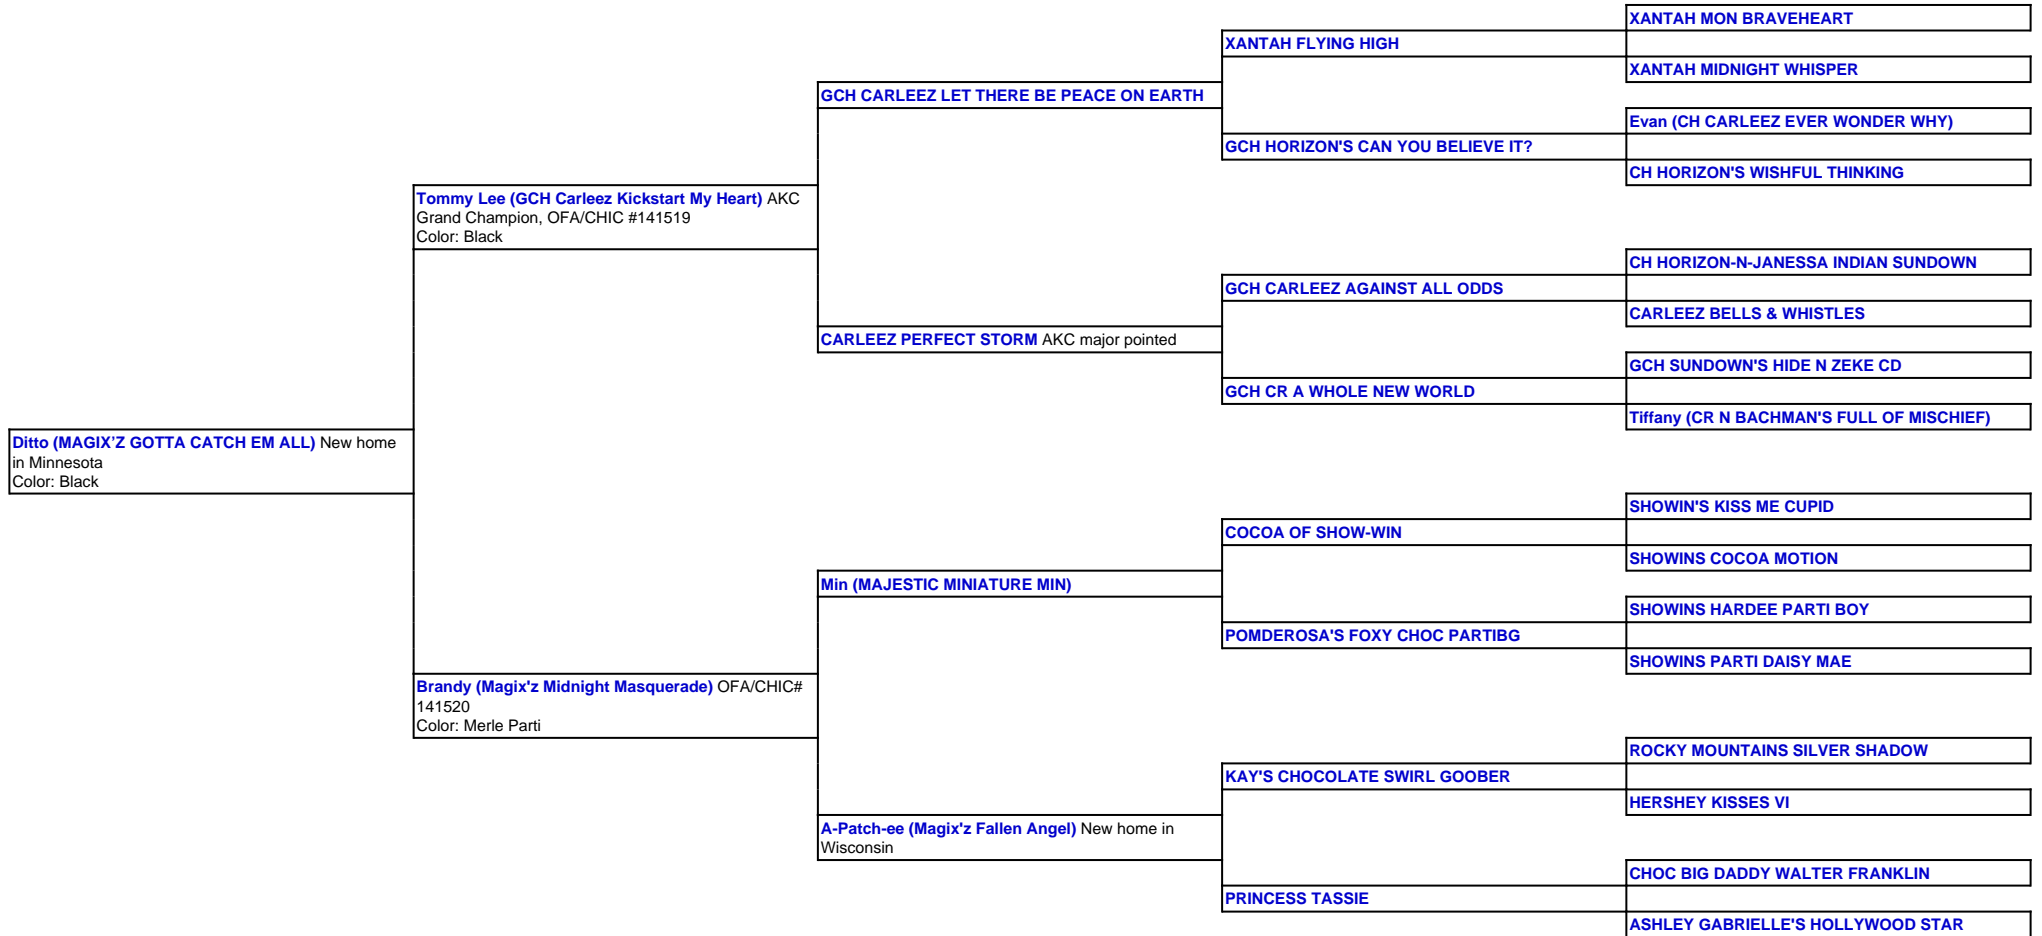 XANTAH MON BRAVEHEART
XANTAH FLYING HIGH
XANTAH MIDNIGHT WHISPER
GCH CARLEEZ LET THERE BE PEACE ON EARTH
Evan (CH CARLEEZ EVER WONDER WHY)
GCH HORIZON'S CAN YOU BELIEVE IT?
CH HORIZON'S WISHFUL THINKING
Tommy Lee (GCH Carleez Kickstart My Heart) AKC
Grand Champion, OFA/CHIC #141519
Color: Black
CH HORIZON-N-JANESSA INDIAN SUNDOWN
GCH CARLEEZ AGAINST ALL ODDS
CARLEEZ BELLS & WHISTLES
CARLEEZ PERFECT STORM AKC major pointed
GCH SUNDOWN'S HIDE N ZEKE CD
GCH CR A WHOLE NEW WORLD
Tiffany (CR N BACHMAN'S FULL OF MISCHIEF)
Ditto (MAGIX’Z GOTTA CATCH EM ALL) New home
in Minnesota
Color: Black
SHOWIN'S KISS ME CUPID
COCOA OF SHOW-WIN
SHOWINS COCOA MOTION
Min (MAJESTIC MINIATURE MIN)
SHOWINS HARDEE PARTI BOY
POMDEROSA'S FOXY CHOC PARTIBG
SHOWINS PARTI DAISY MAE
Brandy (Magix'z Midnight Masquerade) OFA/CHIC#
141520
Color: Merle Parti
ROCKY MOUNTAINS SILVER SHADOW
KAY'S CHOCOLATE SWIRL GOOBER
HERSHEY KISSES VI
A-Patch-ee (Magix'z Fallen Angel) New home in
Wisconsin
CHOC BIG DADDY WALTER FRANKLIN
PRINCESS TASSIE
ASHLEY GABRIELLE'S HOLLYWOOD STAR